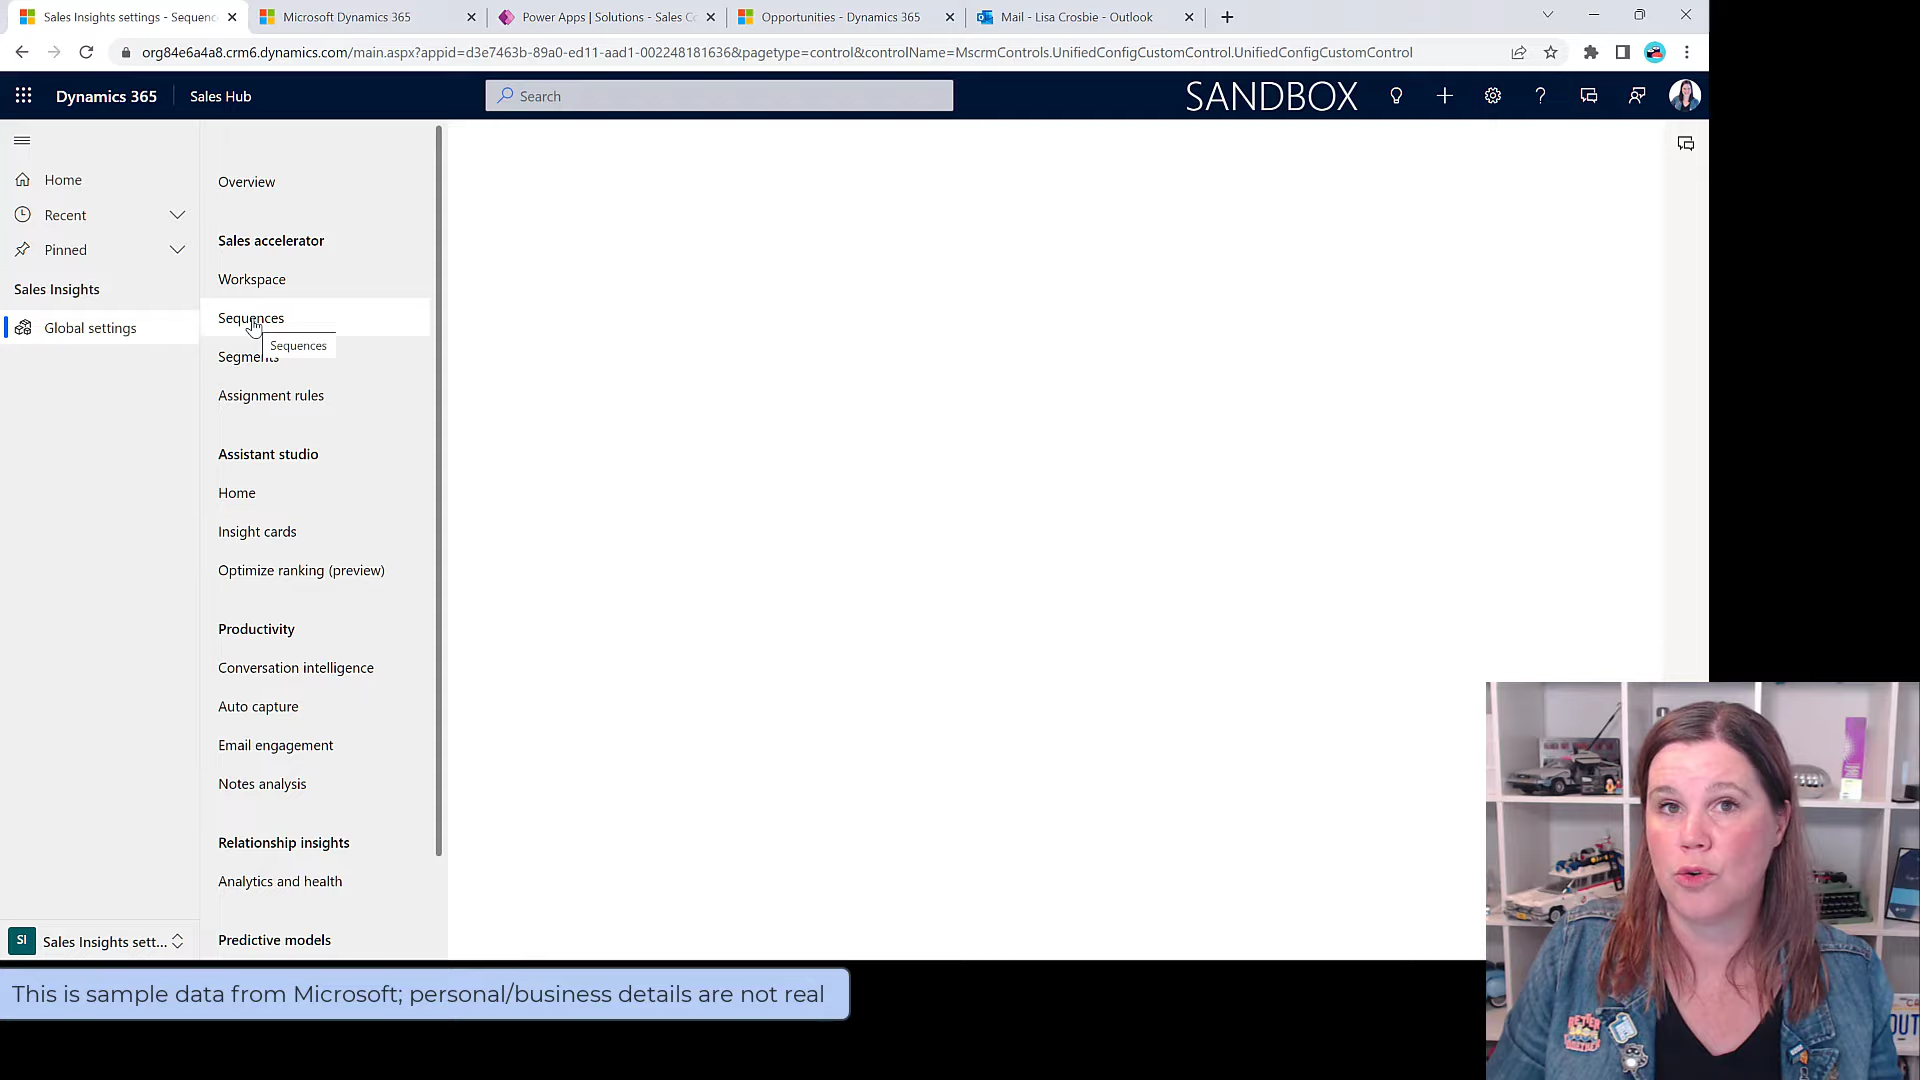 Sales Insights settings - Sequenc
Microsoft Dynamics 365
Power Apps | Solutions - Sales Co
Opportunities - Dynamics 365
Mail - Lisa Crosbie - Outlook
org84e6a4a8.crm6.dynamics.com/main.aspx?appid=d3e7463b-89a0-ed11-aad1-002248181636&pagetype=control&controlName=MscrmControls.UnifiedConfigCustomControl.UnifiedConfigCustomControl
Dynamics 365
Sales Hub
Search
SANDBOX
Home
Recent
Pinned
Sales Insights
Global settings
SI
Sales Insights sett...
Overview
Sales accelerator
Workspace
Sequences
Sequences
Segments
Assignment rules
Assistant studio
Home
Insight cards
Optimize ranking (preview)
Productivity
Conversation intelligence
Auto capture
Email engagement
Notes analysis
Relationship insights
Analytics and health
Predictive models
This is sample data from Microsoft; personal/business details are not real
BETTER
TOGETHER